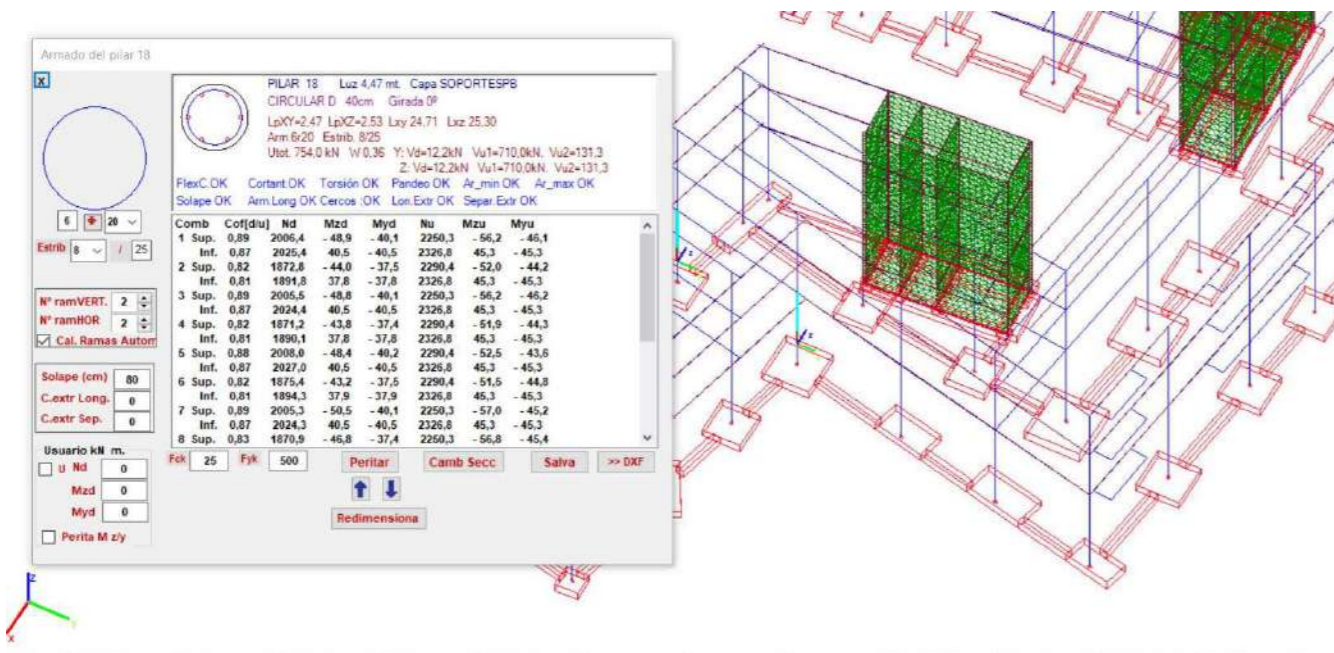 Armado del pilar 18
X
PILAR 18 Luz 4,47 mt. Capa SOPORTESPB
CIRCULAR D 40cm Girada 0º
LpXY=2.47 LpXZ=2.53 Lxy 24,71 Lxz 25,30
Arm.6r20 Estrib. 8/25
Utot. 754,0 kN W 0,36 Y: Vd=12,2kN Vu1=710,0kN. Vu2=131,3
Z: Vd=12,2kN Vu1=710,0kN. Vu2=131,3
FlexC.OK Cortant.OK Torsión OK Pandeo OK Ar_min OK Ar_max OK
Solape OK Arm.Long OK Cercos :OK Lon.Extr OK Separ.Extr OK
6 20
Estrib 8 / 25
Nº ramVERT. 2
Nº ramHOR 2
Cal. Ramas Autom
Solape (cm) 80
C.extr Long. 0
C.extr Sep. 0
Usuario kN m.
U Nd 0
Mzd 0
Myd 0
Perita M z/y
Comb Cof[d/u] Nd Mzd Myd Nu Mzu Myu
1 Sup. 0,89 2006,4 - 48,9 - 40,1 2250,3 - 56,2 - 46,1
Inf. 0,87 2025,4 40,5 - 40,5 2326,8 45,3 - 45,3
2 Sup. 0,82 1872,8 - 44,0 - 37,5 2290,4 - 52,0 - 44,2
Inf. 0,81 1891,8 37,8 - 37,8 2326,8 45,3 - 45,3
3 Sup. 0,89 2005,5 - 48,8 - 40,1 2250,3 - 56,2 - 46,2
Inf. 0,87 2024,4 40,5 - 40,5 2326,8 45,3 - 45,3
4 Sup. 0,82 1871,2 - 43,8 - 37,4 2290,4 - 51,9 - 44,3
Inf. 0,81 1890,1 37,8 - 37,8 2326,8 45,3 - 45,3
5 Sup. 0,88 2008,0 - 48,4 - 40,2 2290,4 - 52,5 - 43,6
Inf. 0,87 2027,0 40,5 - 40,5 2326,8 45,3 - 45,3
6 Sup. 0,82 1875,4 - 43,2 - 37,5 2290,4 - 51,5 - 44,8
Inf. 0,81 1894,3 37,9 - 37,9 2326,8 45,3 - 45,3
7 Sup. 0,89 2005,3 - 50,5 - 40,1 2250,3 - 57,0 - 45,2
Inf. 0,87 2024,3 40,5 - 40,5 2326,8 45,3 - 45,3
8 Sup. 0,83 1870,9 - 46,8 - 37,4 2250,3 - 56,8 - 45,4
Fck 25 Fyk 500 Peritar Camb Secc Salva >> DXF
Redimensiona
z
z
z
x
y